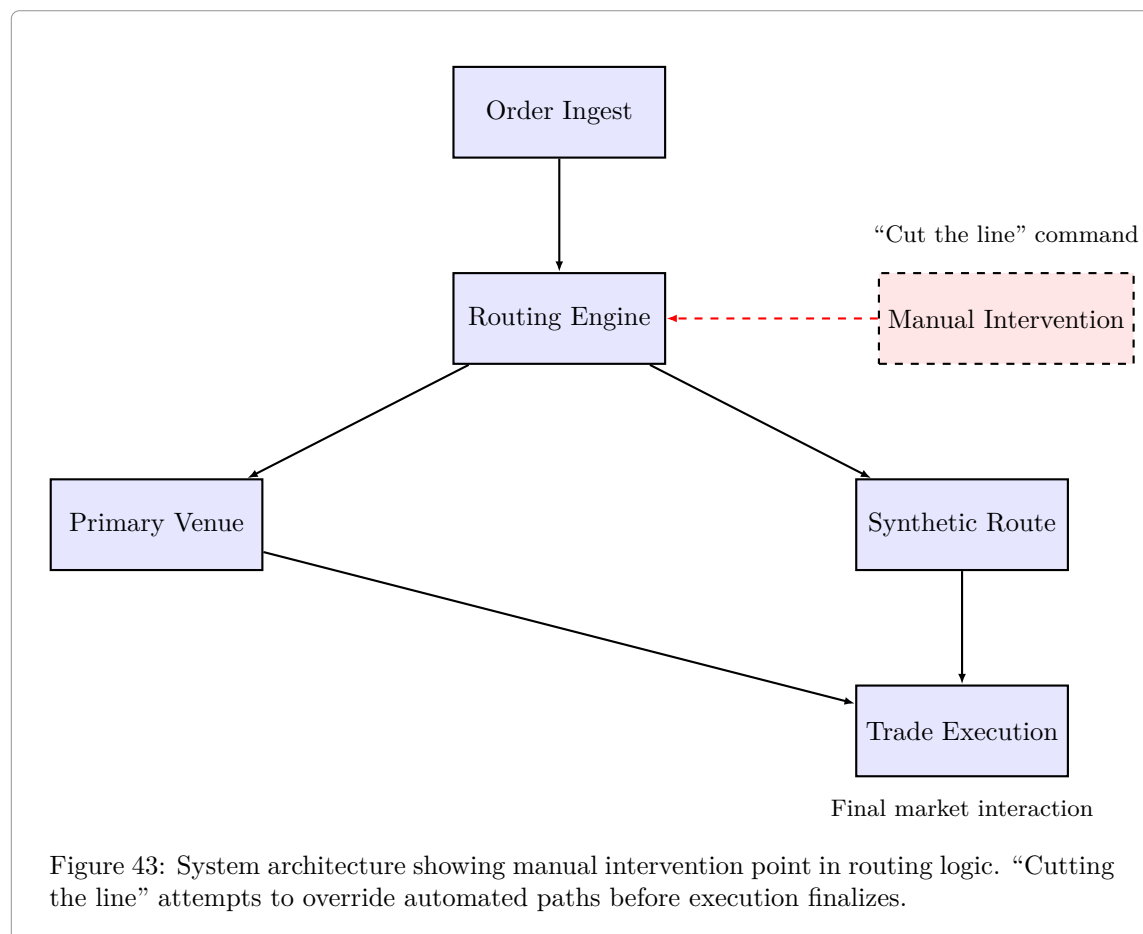 Order Ingest
“Cut the line” command
Routing Engine
Manual Intervention
Primary Venue
Synthetic Route
Trade Execution
Final market interaction
Figure 43: System architecture showing manual intervention point in routing logic. “Cutting
the line” attempts to override automated paths before execution finalizes.